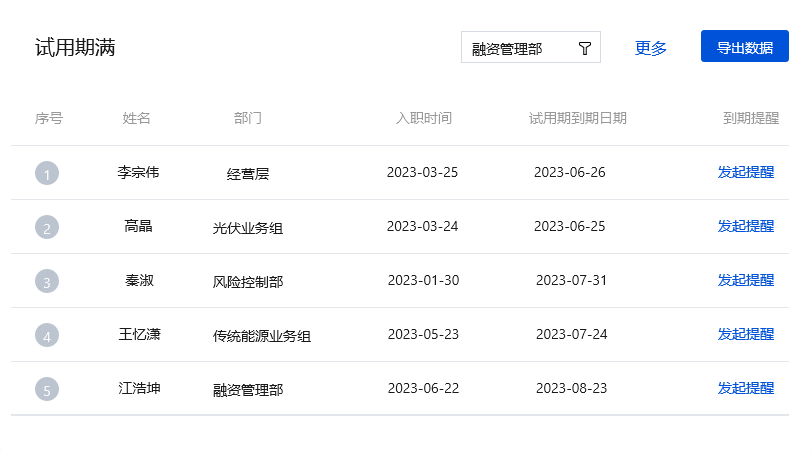 试用期满 融资管理部 更多 导出数据
序号 姓名 部门 入职时间 试用期到期日期 到期提醒
1 李宗伟 经营层 2023-03-25 2023-06-26 发起提醒
2 高晶 光伏业务组 2023-03-24 2023-06-25 发起提醒
3 秦淑 风险控制部 2023-01-30 2023-07-31 发起提醒
4 王忆潇 传统能源业务组 2023-05-23 2023-07-24 发起提醒
5 江浩坤 融资管理部 2023-06-22 2023-08-23 发起提醒